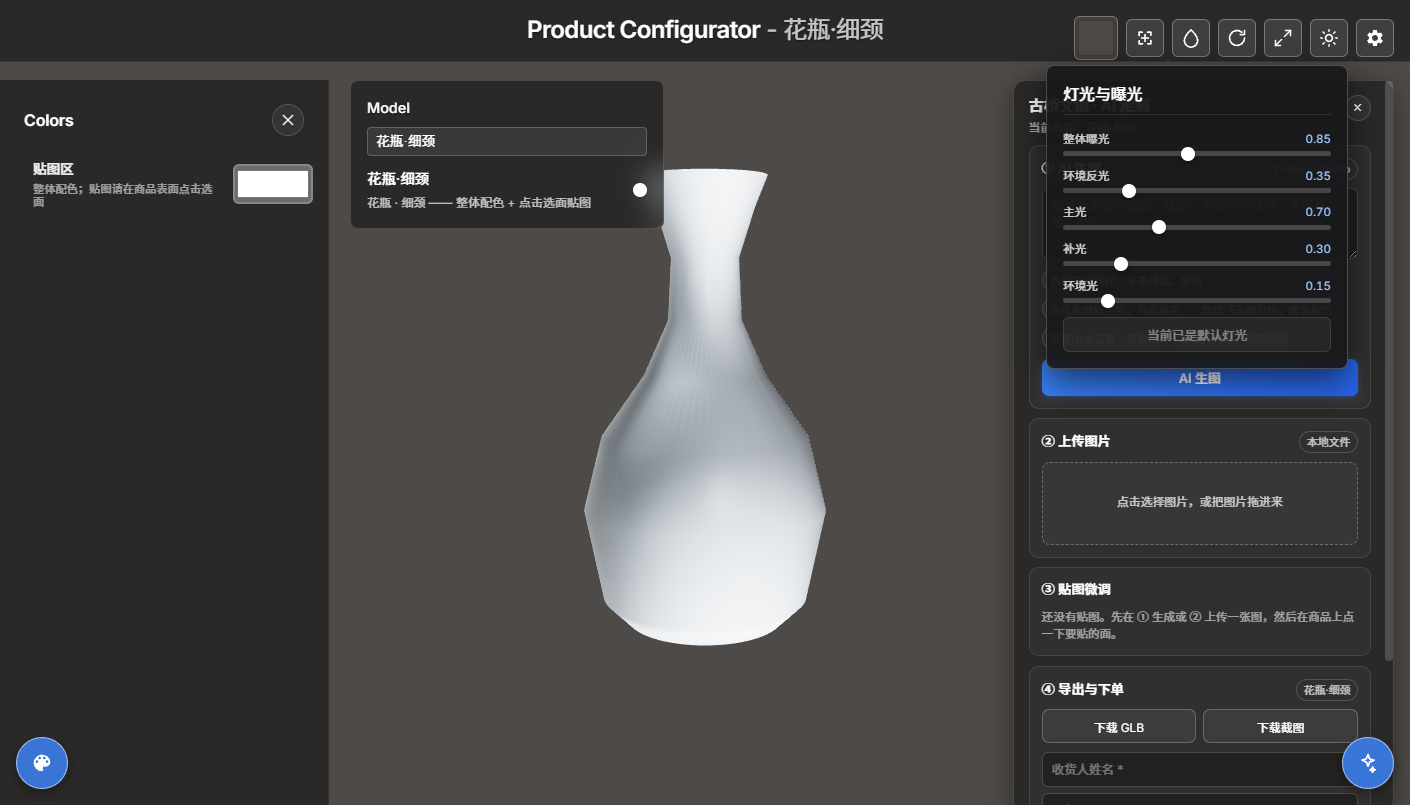 Product Configurator - 花瓶·细颈
Colors
贴图区
整体配色；贴图请在商品表面点击选
面
Model
花瓶·细颈
花瓶·细颈
花瓶 · 细颈 —— 整体配色 + 点击选面贴图
灯光与曝光
整体曝光 0.85
环境反光 0.35
主光 0.70
补光 0.30
环境光 0.15
当前已是默认灯光
AI 生图
② 上传图片 本地文件
点击选择图片，或把图片拖进来
③ 贴图微调
还没有贴图。先在 ① 生成或 ② 上传一张图，然后在商品上点
一下要贴的面。
④ 导出与下单 花瓶·细颈
下载 GLB 下载截图
收货人姓名 *